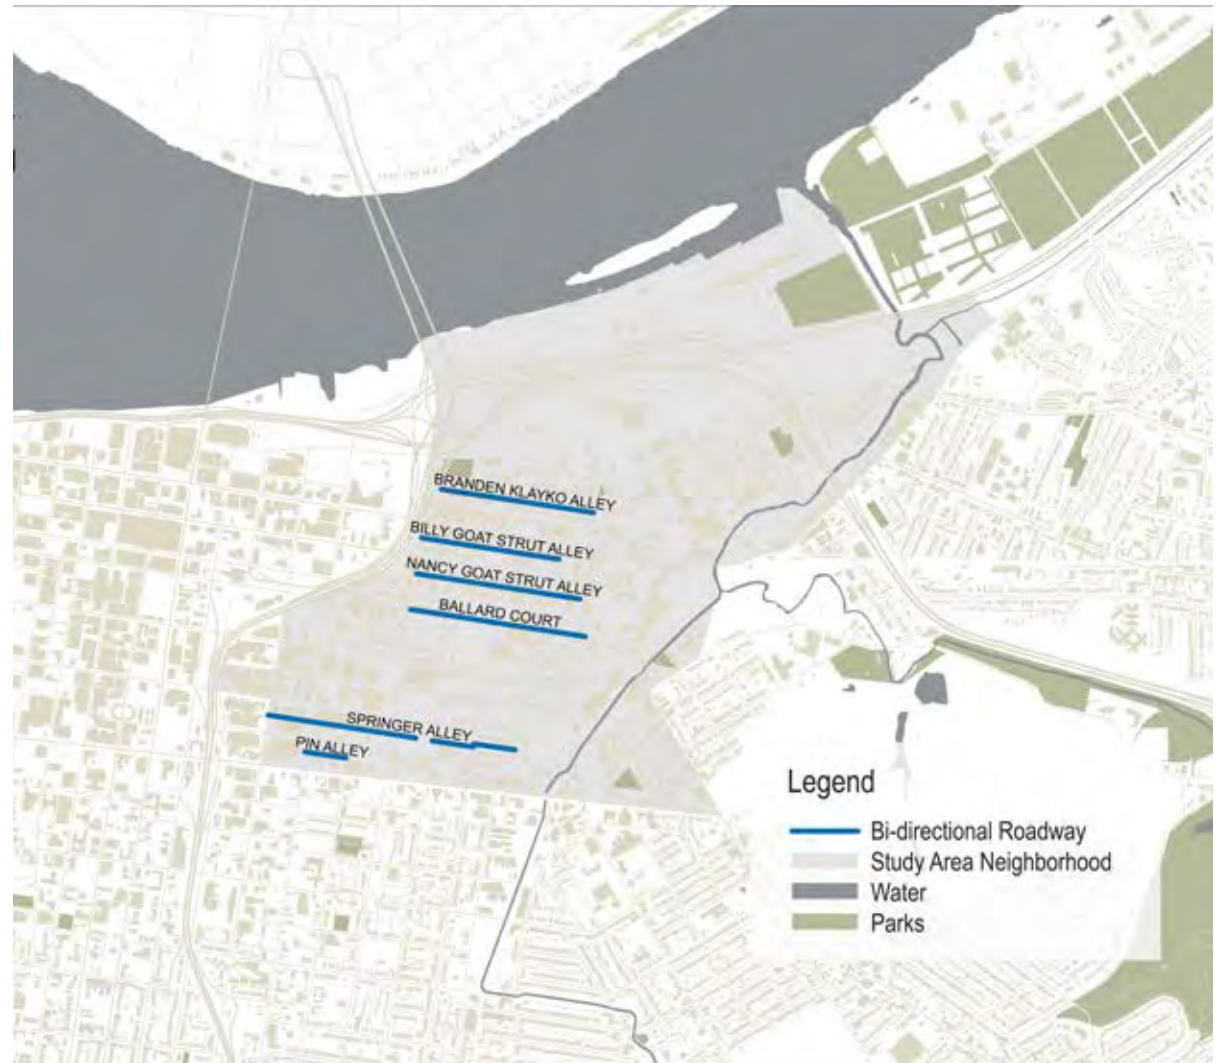 BRANDEN KLAYKO ALLEY
BILLY GOAT STRUT ALLEY
NANCY GOAT STRUT ALLEY
BALLARD COURT
SPRINGER ALLEY
PIN ALLEY
Legend
Bi-directional Roadway
Study Area Neighborhood
Water
Parks